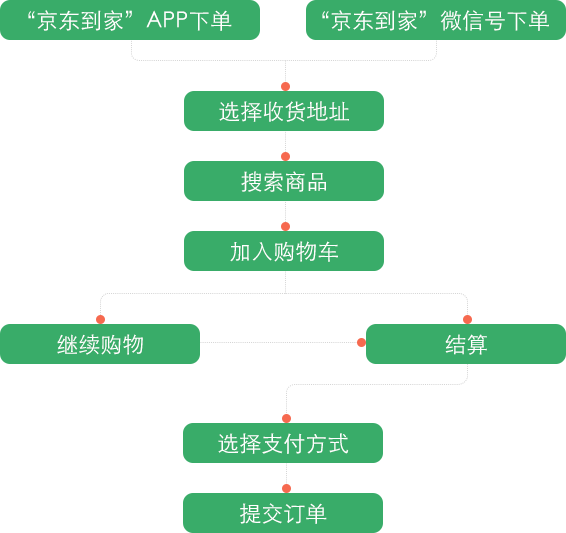 “京东到家”APP下单
“京东到家”微信号下单
选择收货地址
搜索商品
加入购物车
继续购物
结算
选择支付方式
提交订单